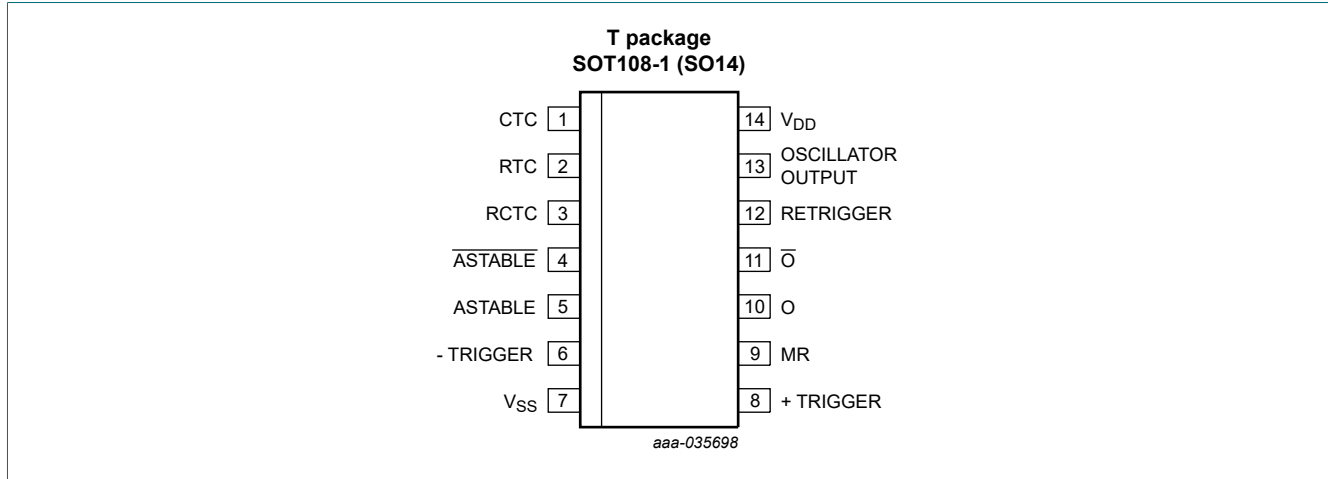 T package
SOT108-1 (SO14)
CTC 1
RTC 2
RCTC 3
A̅S̅T̅A̅B̅L̅E̅ 4
ASTABLE 5
- TRIGGER 6
VSS 7
14 VDD
13 OSCILLATOR
OUTPUT
12 RETRIGGER
11 O̅
10 O
9 MR
8 + TRIGGER
aaa-035698